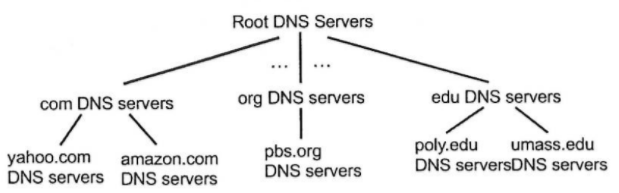 Root DNS Servers
... ...
com DNS servers
org DNS servers
edu DNS servers
yahoo.com
DNS servers
amazon.com
DNS servers
pbs.org
DNS servers
poly.edu
DNS servers
umass.edu
DNS servers